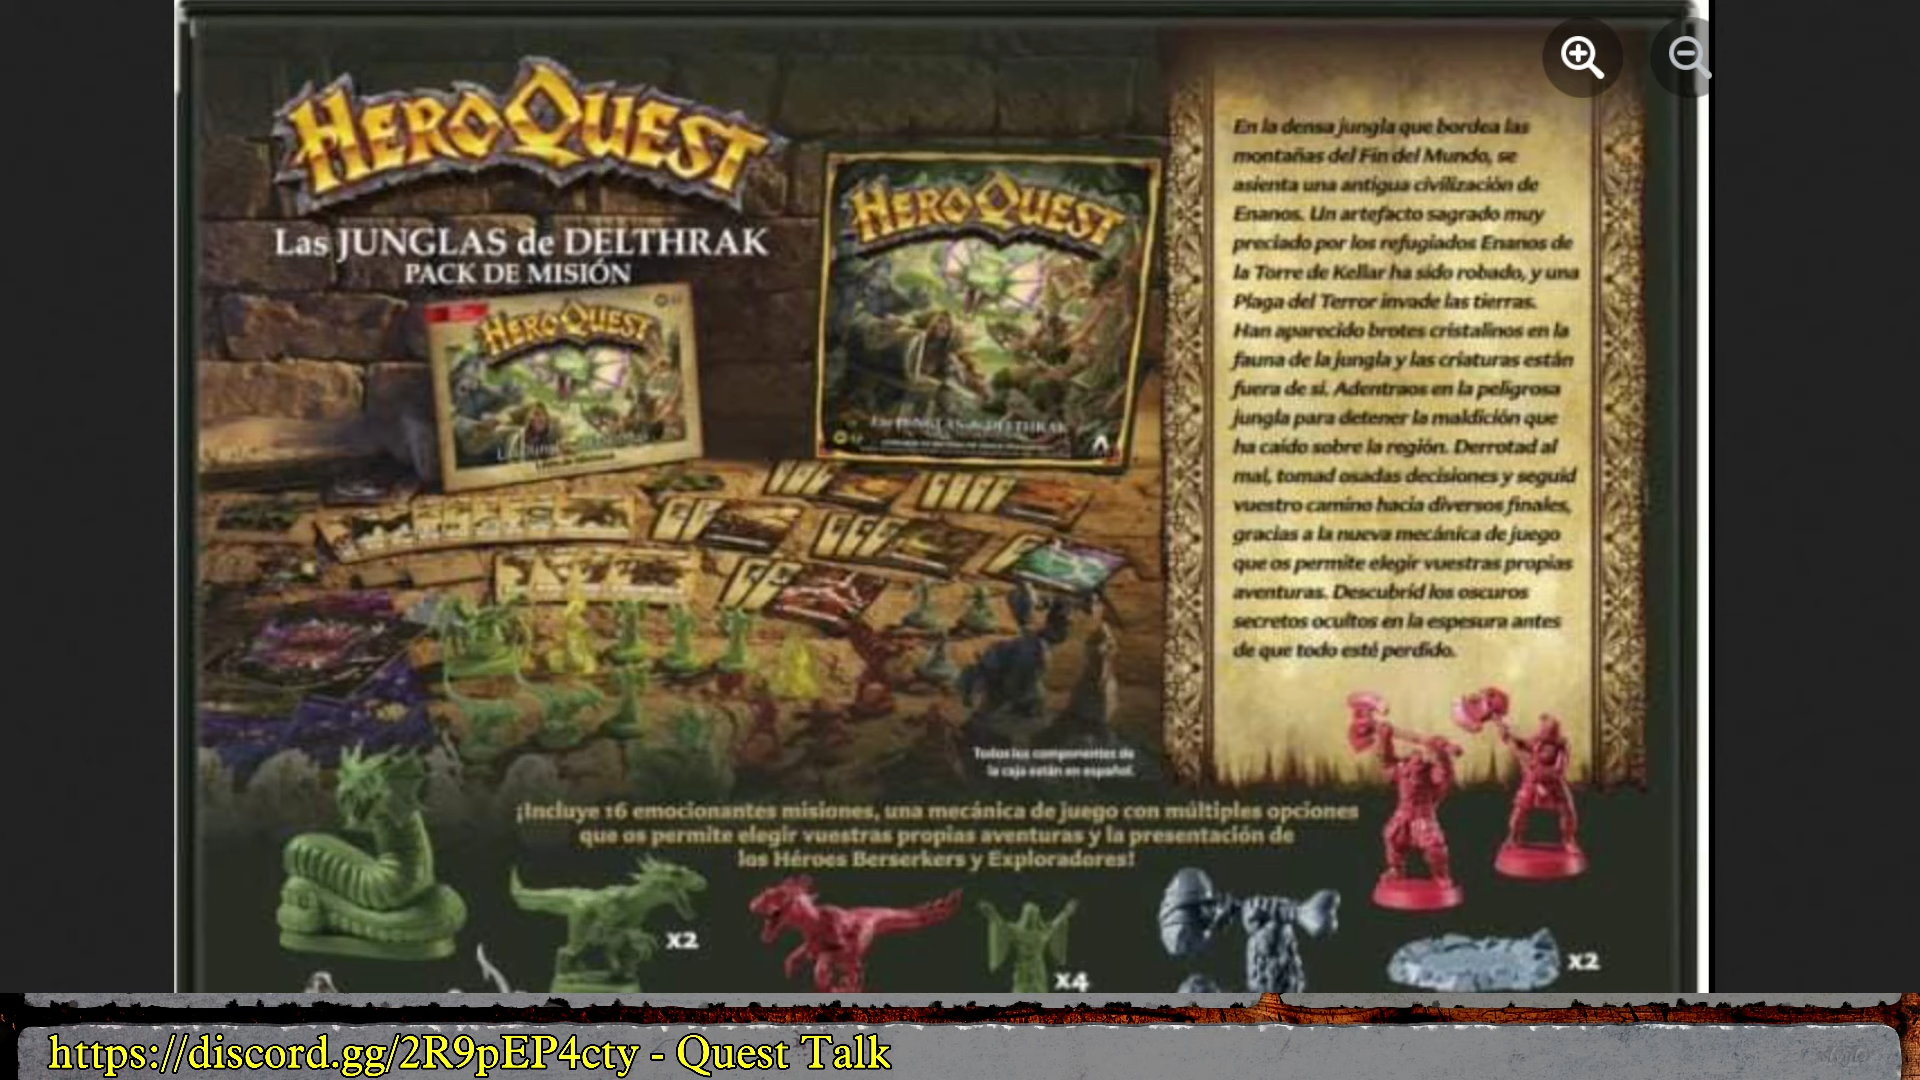 HEROQUEST
Las JUNGLAS de DELTHRAK
PACK DE MISIÓN
HEROQUEST
HEROQUEST
Las JUNGLAS de DELTHRAK
En la densa jungla que bordea las
montañas del Fin del Mundo, se
asienta una antigua civilización de
Enanos. Un artefacto sagrado muy
preciado por los refugiados Enanos de
la Torre de Kellar ha sido robado, y una
Plaga del Terror invade las tierras.
Han aparecido brotes cristalinos en la
fauna de la jungla y las criaturas están
fuera de sí. Adentraos en la peligrosa
jungla para detener la maldición que
ha caído sobre la región. Derrotad al
mal, tomad osadas decisiones y seguid
vuestro camino hacia diversos finales,
gracias a la nueva mecánica de juego
que os permite elegir vuestras propias
aventuras. Descubrid los oscuros
secretos ocultos en la espesura antes
de que todo esté perdido.
Todos los componentes de
la caja están en español.
¡Incluye 16 emocionantes misiones, una mecánica de juego con múltiples opciones
que os permite elegir vuestras propias aventuras y la presentación de
los Héroes Berserkers y Exploradores!
x2
x4
x2
https://discord.gg/2R9pEP4cty - Quest Talk